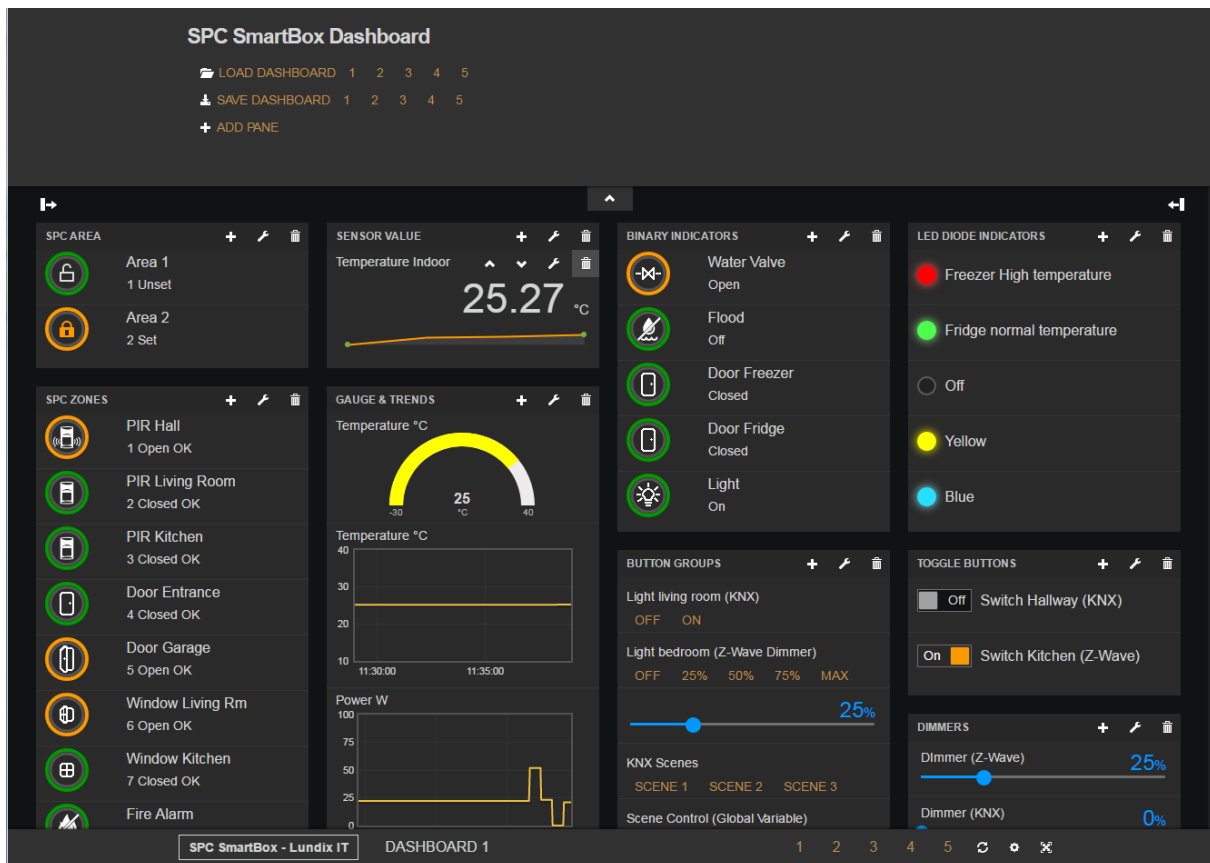 SPC SmartBox Dashboard
LOAD DASHBOARD 1 2 3 4 5
SAVE DASHBOARD 1 2 3 4 5
ADD PANE
SPC AREA
Area 1
1 Unset
Area 2
2 Set
SPC ZONES
PIR Hall
1 Open OK
PIR Living Room
2 Closed OK
PIR Kitchen
3 Closed OK
Door Entrance
4 Closed OK
Door Garage
5 Open OK
Window Living Rm
6 Open OK
Window Kitchen
7 Closed OK
Fire Alarm
SENSOR VALUE
Temperature Indoor
25.27 °C
GAUGE & TRENDS
Temperature °C
25
-30 °C 40
Temperature °C
40
30
20
10
11:30:00 11:35:00
Power W
100
75
50
25
0
BINARY INDICATORS
Water Valve
Open
Flood
Off
Door Freezer
Closed
Door Fridge
Closed
Light
On
BUTTON GROUPS
Light living room (KNX)
OFF ON
Light bedroom (Z-Wave Dimmer)
OFF 25% 50% 75% MAX
25%
KNX Scenes
SCENE 1 SCENE 2 SCENE 3
Scene Control (Global Variable)
LED DIODE INDICATORS
Freezer High temperature
Fridge normal temperature
Off
Yellow
Blue
TOGGLE BUTTONS
Off Switch Hallway (KNX)
On Switch Kitchen (Z-Wave)
DIMMERS
DImmer (Z-Wave) 25%
Dimmer (KNX) 0%
SPC SmartBox - Lundix IT DASHBOARD 1 1 2 3 4 5